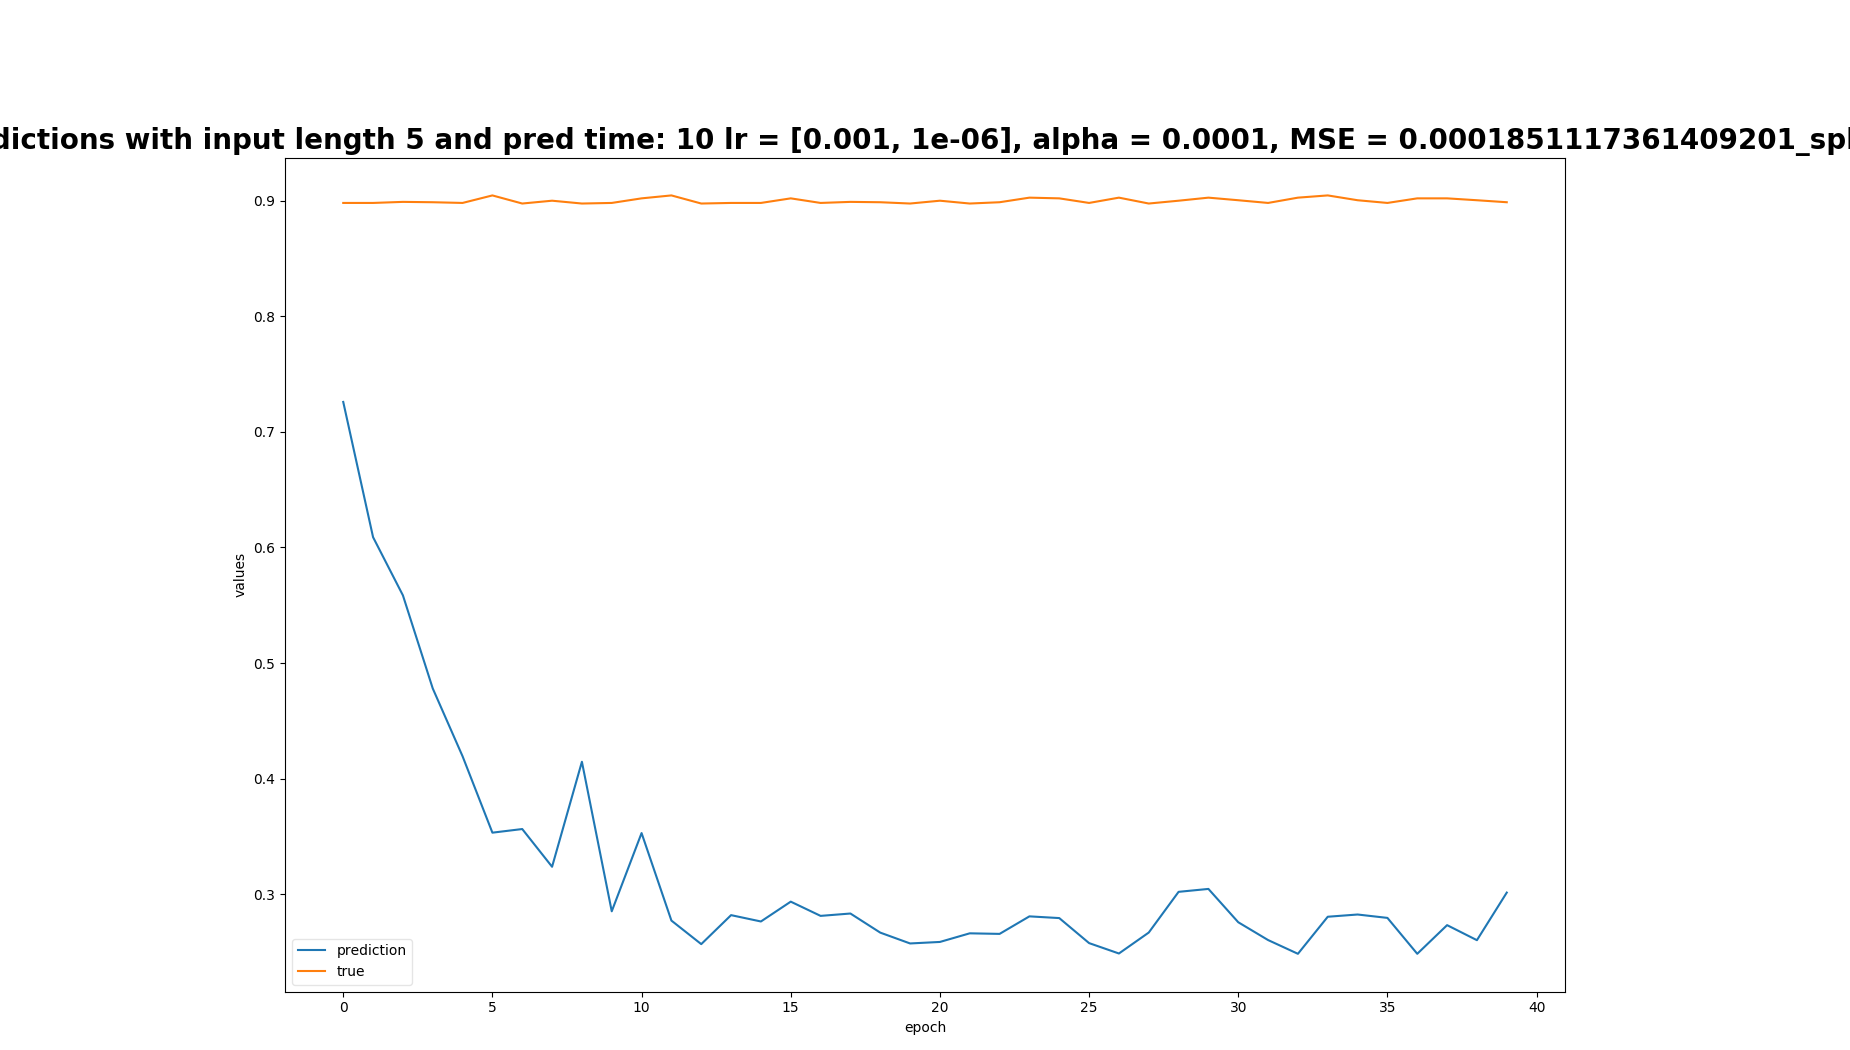 dictions with input length 5 and pred time: 10 lr = [0.001, 1e-06], alpha = 0.0001, MSE = 0.0001851117361409201_spl
0.9
0.8
0.7
0.6
0.5
0.4
0.3
values
prediction
true
0 5 10 15 20 25 30 35 40
epoch